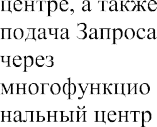 центре, а также
подача Запроса
через
многофункцио
нальный центр